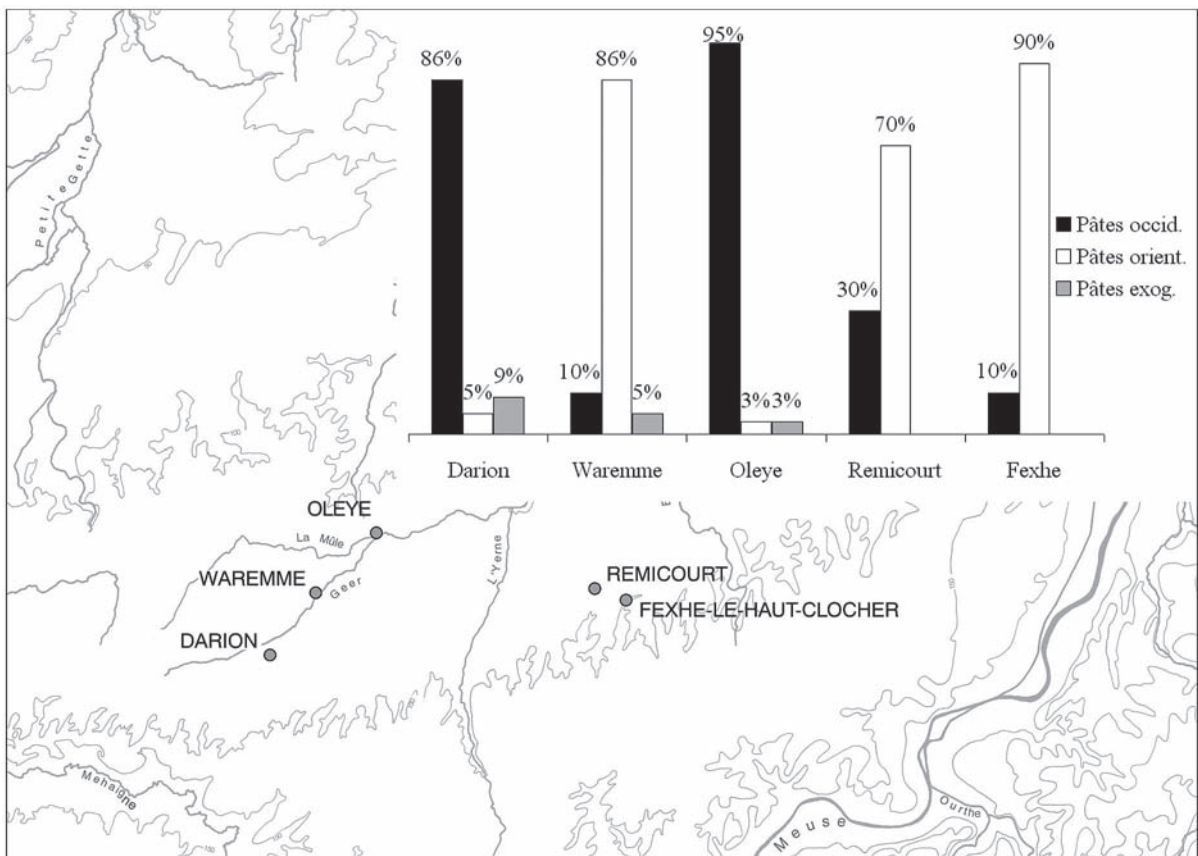 95%
86%
86%
90%
70%
30%
10%
5%
9%
5%
3%
3%
10%
Darion
Waremme
Oleye
Remicourt
Fexhe
Pâtes occid.
Pâtes orient.
Pâtes exog.
Petite Gette
OLEYE
La Mûle
WAREMME
Geer
DARION
L'Yerne
REMICOURT
FEXHE-LE-HAUT-CLOCHER
Mehaigne
Meuse
Ourthe
100